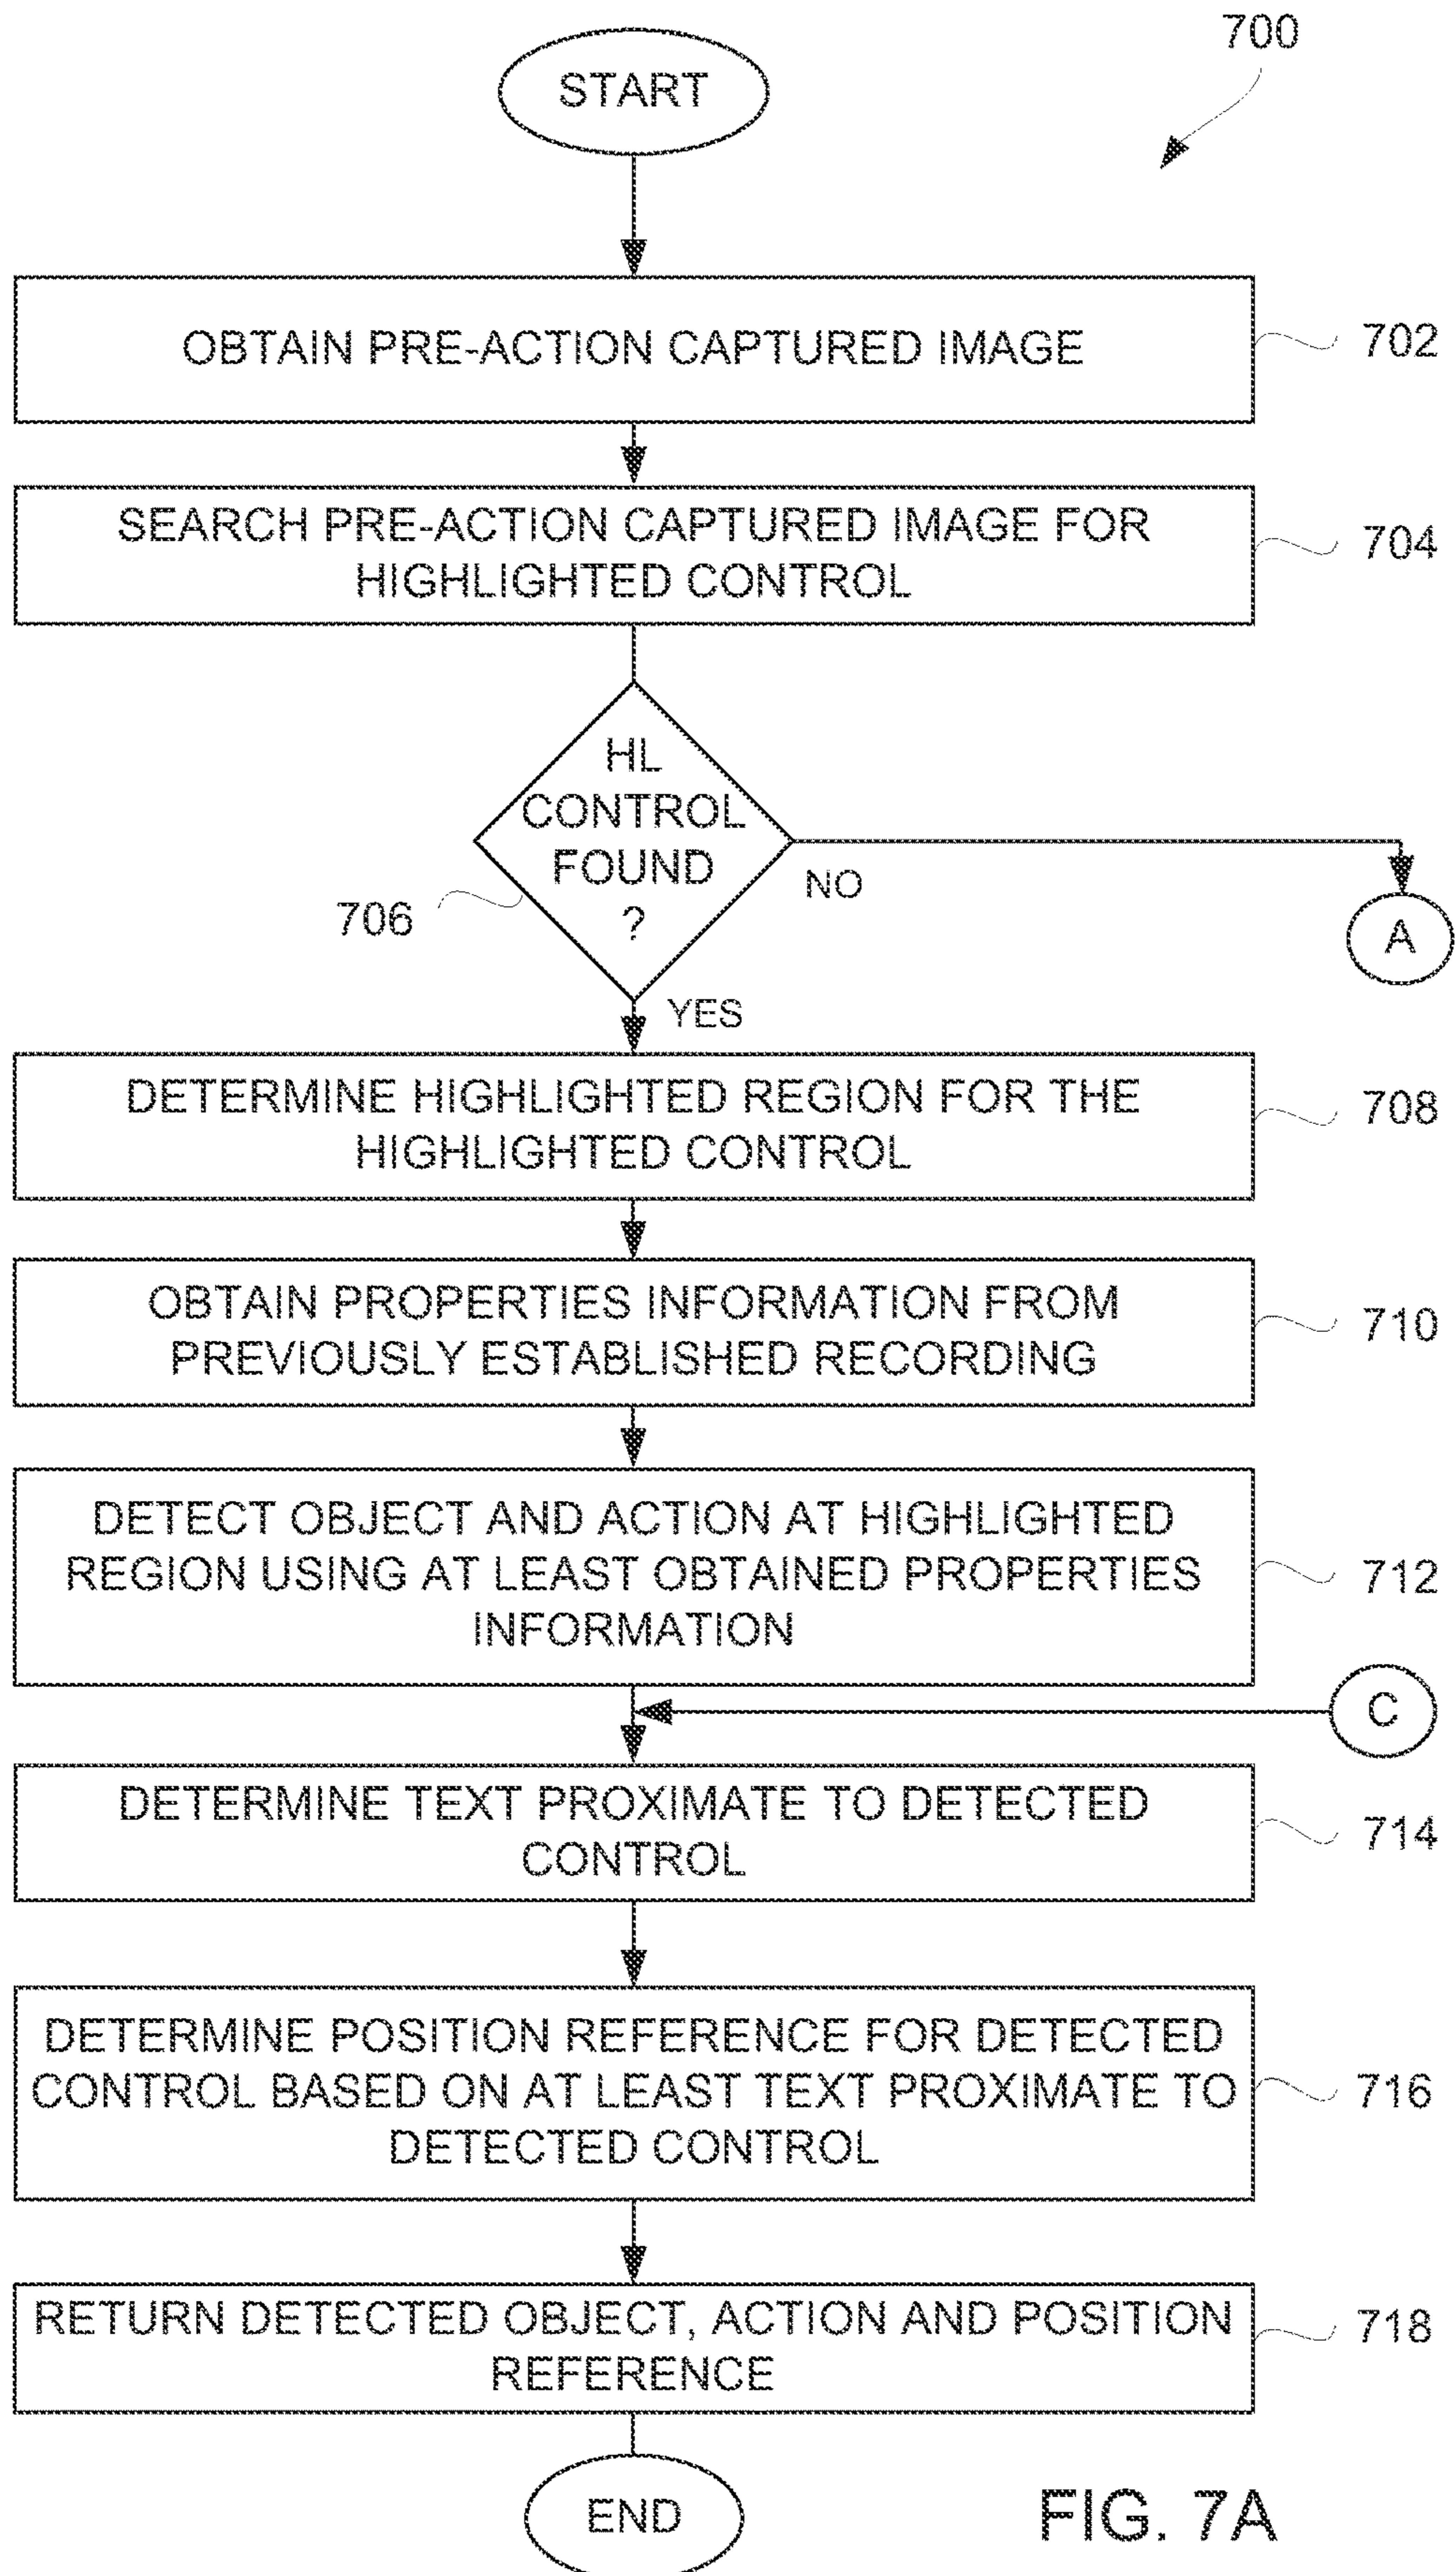 700
START
OBTAIN PRE-ACTION CAPTURED IMAGE
702
SEARCH PRE-ACTION CAPTURED IMAGE FOR
HIGHLIGHTED CONTROL
704
HL
CONTROL
FOUND
?
706
NO
A
YES
DETERMINE HIGHLIGHTED REGION FOR THE
HIGHLIGHTED CONTROL
708
OBTAIN PROPERTIES INFORMATION FROM
PREVIOUSLY ESTABLISHED RECORDING
710
DETECT OBJECT AND ACTION AT HIGHLIGHTED
REGION USING AT LEAST OBTAINED PROPERTIES
INFORMATION
712
C
DETERMINE TEXT PROXIMATE TO DETECTED
CONTROL
714
DETERMINE POSITION REFERENCE FOR DETECTED
CONTROL BASED ON AT LEAST TEXT PROXIMATE TO
DETECTED CONTROL
716
RETURN DETECTED OBJECT, ACTION AND POSITION
REFERENCE
718
END
FIG. 7A